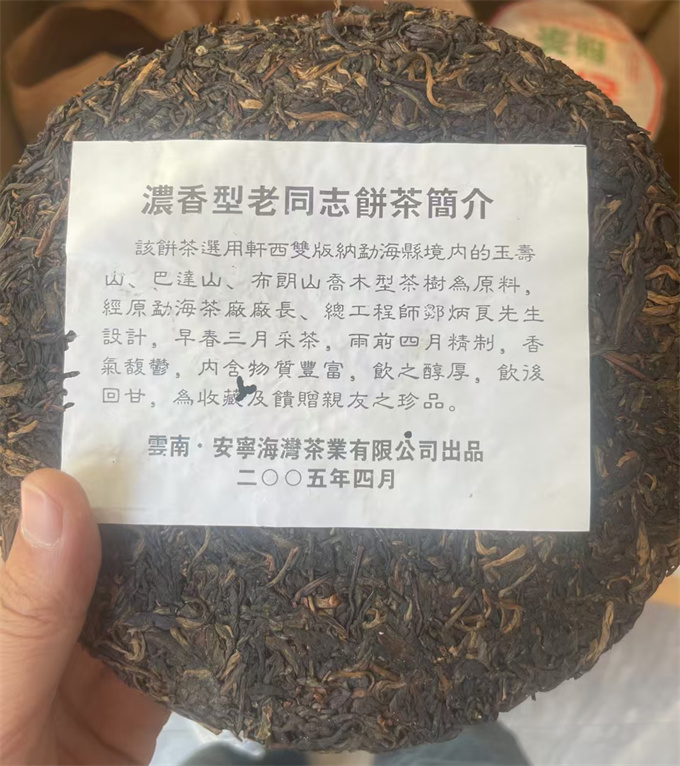 濃香型老同志餅茶簡介
該餅茶選用軒西雙版納勐海縣境内的玉壽
山、巴達山、布朗山喬木型茶樹為原料，
經原勐海茶廠廠長、總工程師鄒炳良先生
設計，早春三月采茶，雨前四月精制，香
氣馥鬱，内含物質豐富，飲之醇厚，飲後
回甘，為收藏及饋贈親友之珍品。
雲南·安寧海灣茶業有限公司出品
二〇〇五年四月